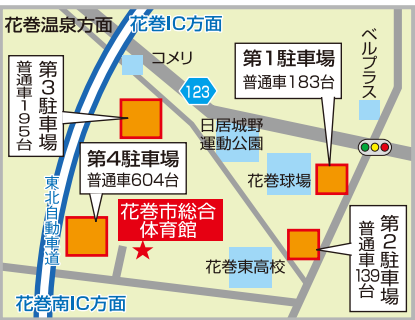 花巻温泉方面
花巻IC方面
コメリ
123
第1駐車場
普通車183台
ベルプラス
第3駐車場
普通車195台
日居城野
運動公園
第4駐車場
普通車604台
花巻球場
東北自動車道
花巻市総合
体育館
第2駐車場
普通車139台
花巻東高校
花巻南IC方面